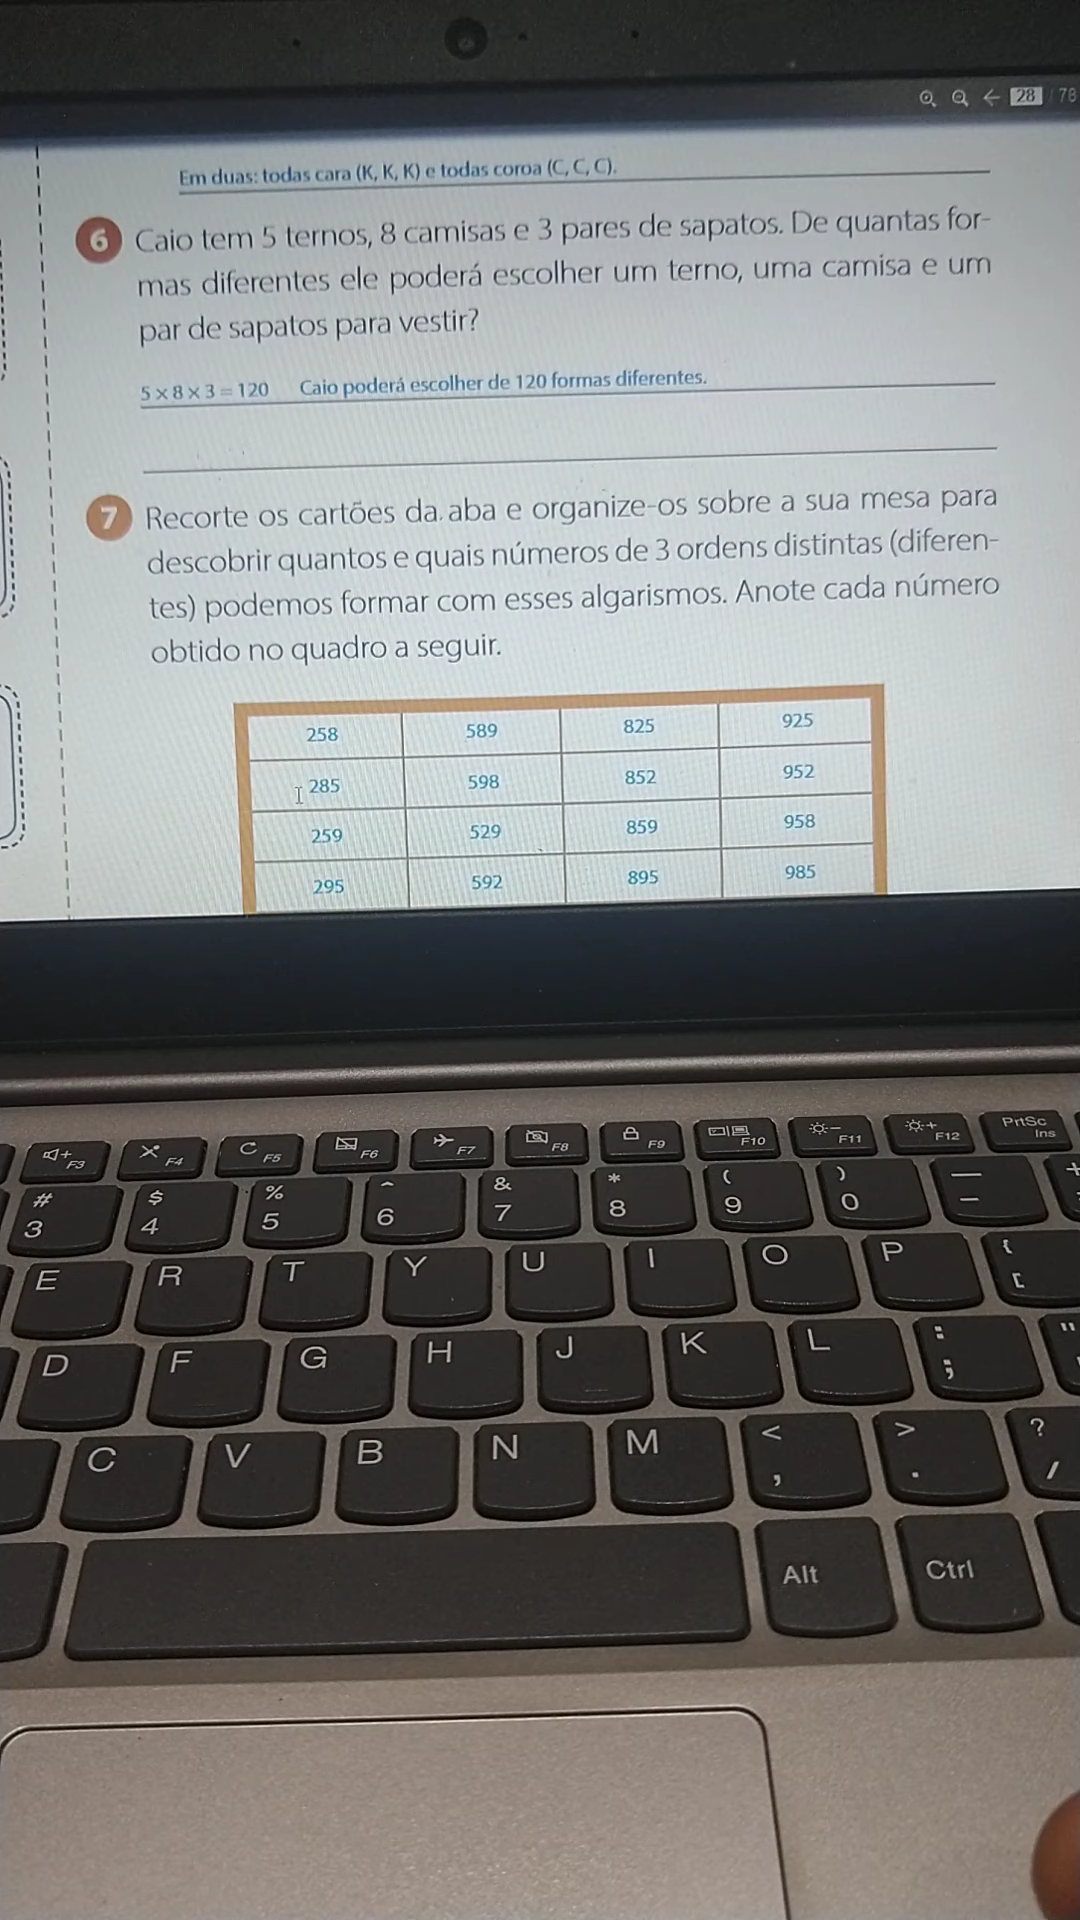 28 / 76
Em duas: todas cara (K, K, K) e todas coroa (C, C, C).
6 Caio tem 5 ternos, 8 camisas e 3 pares de sapatos. De quantas for-
mas diferentes ele poderá escolher um terno, uma camisa e um
par de sapatos para vestir?
5 × 8 × 3 = 120 Caio poderá escolher de 120 formas diferentes.
7 Recorte os cartões da aba e organize-os sobre a sua mesa para
descobrir quantos e quais números de 3 ordens distintas (diferen-
tes) podemos formar com esses algarismos. Anote cada número
obtido no quadro a seguir.
258 589 825 925
285 598 852 952
259 529 859 958
295 592 895 985
F3 F4 F5 F6 F7 F8 F9 F10 F11 F12 PrtSc Ins
# 3 $ 4 % 5 ^ 6 & 7 * 8 ( 9 ) 0 — - +
E R T Y U I O P { [
D F G H J K L : ; "
C V B N M < , > . ? /
Alt Ctrl